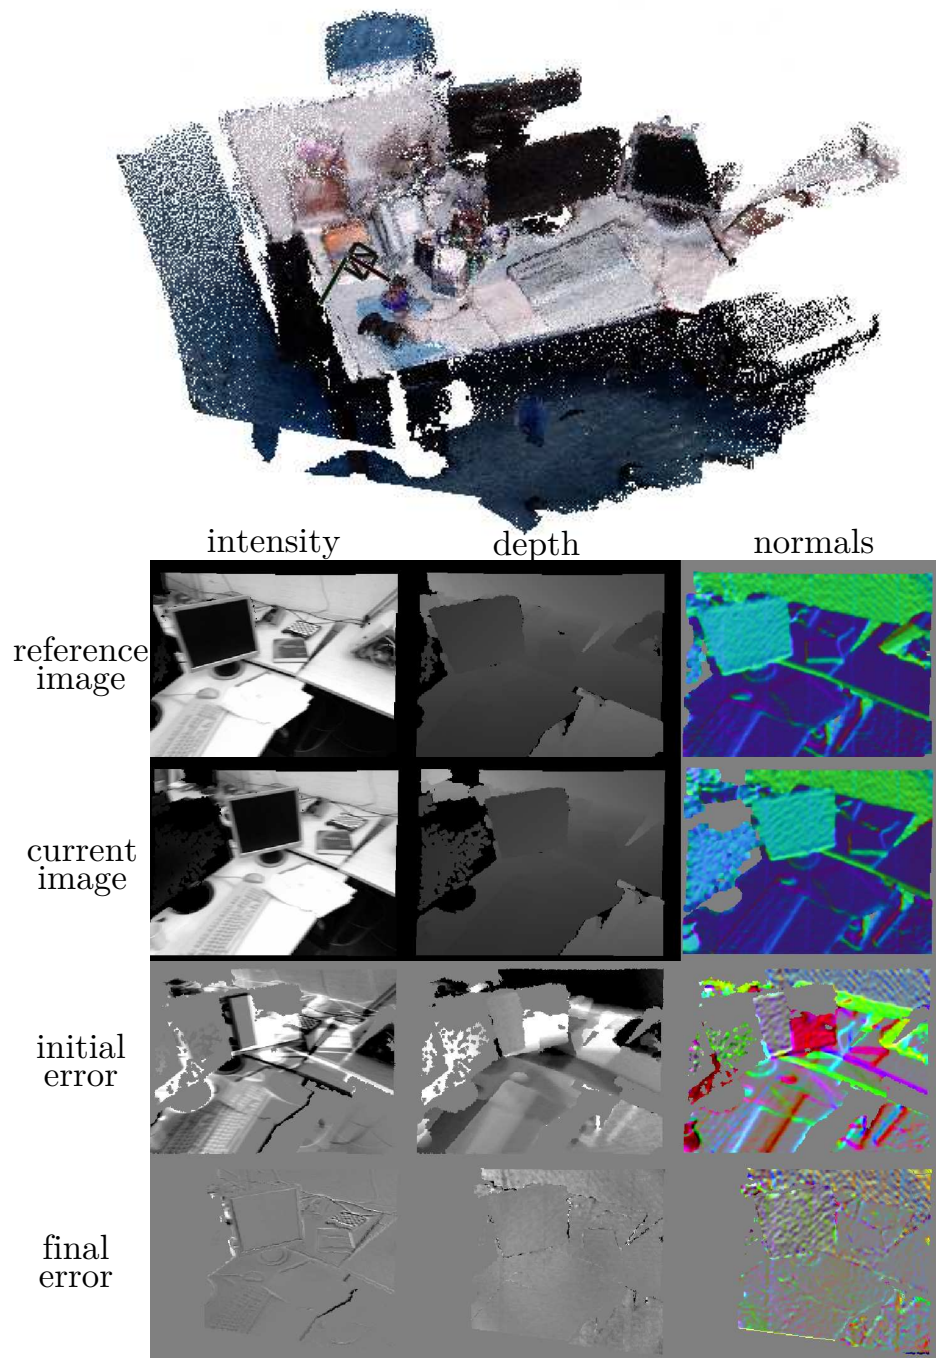 intensity depth normals
reference
image
current
image
initial
error
final
error